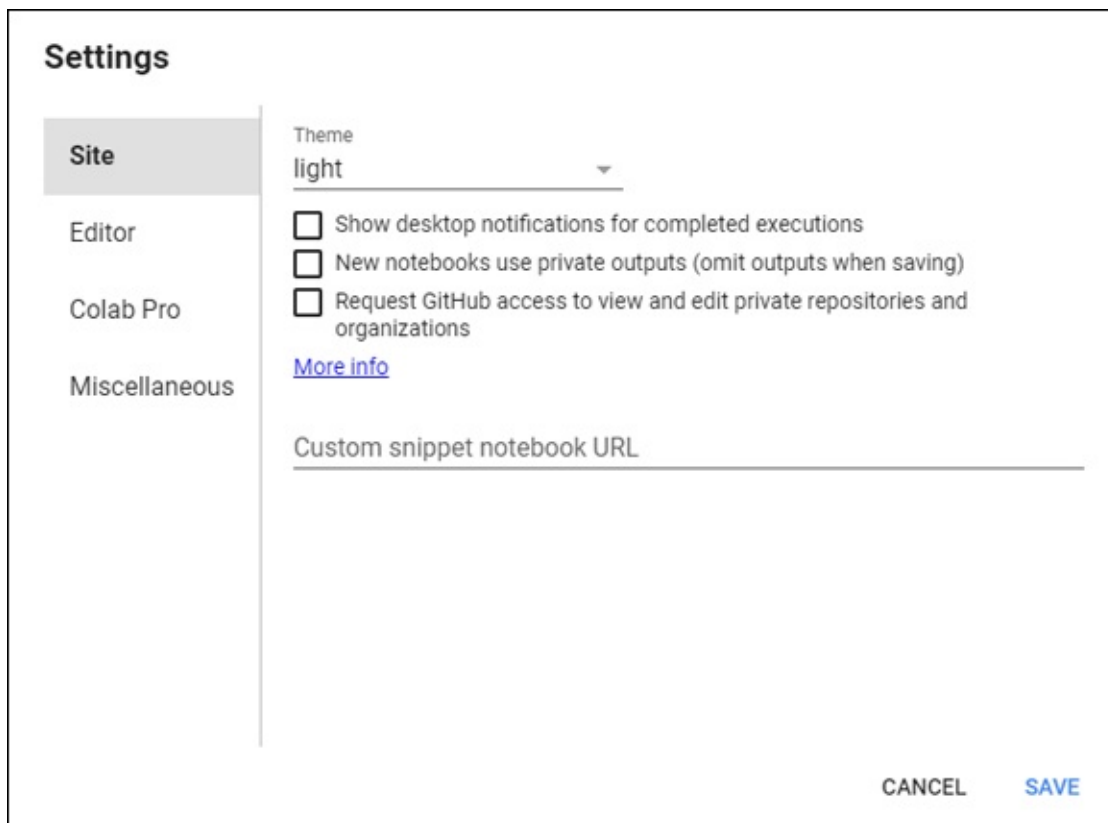 Settings
Site
Editor
Colab Pro
Miscellaneous
Theme
light
Show desktop notifications for completed executions
New notebooks use private outputs (omit outputs when saving)
Request GitHub access to view and edit private repositories and
organizations
More info
Custom snippet notebook URL
CANCEL
SAVE